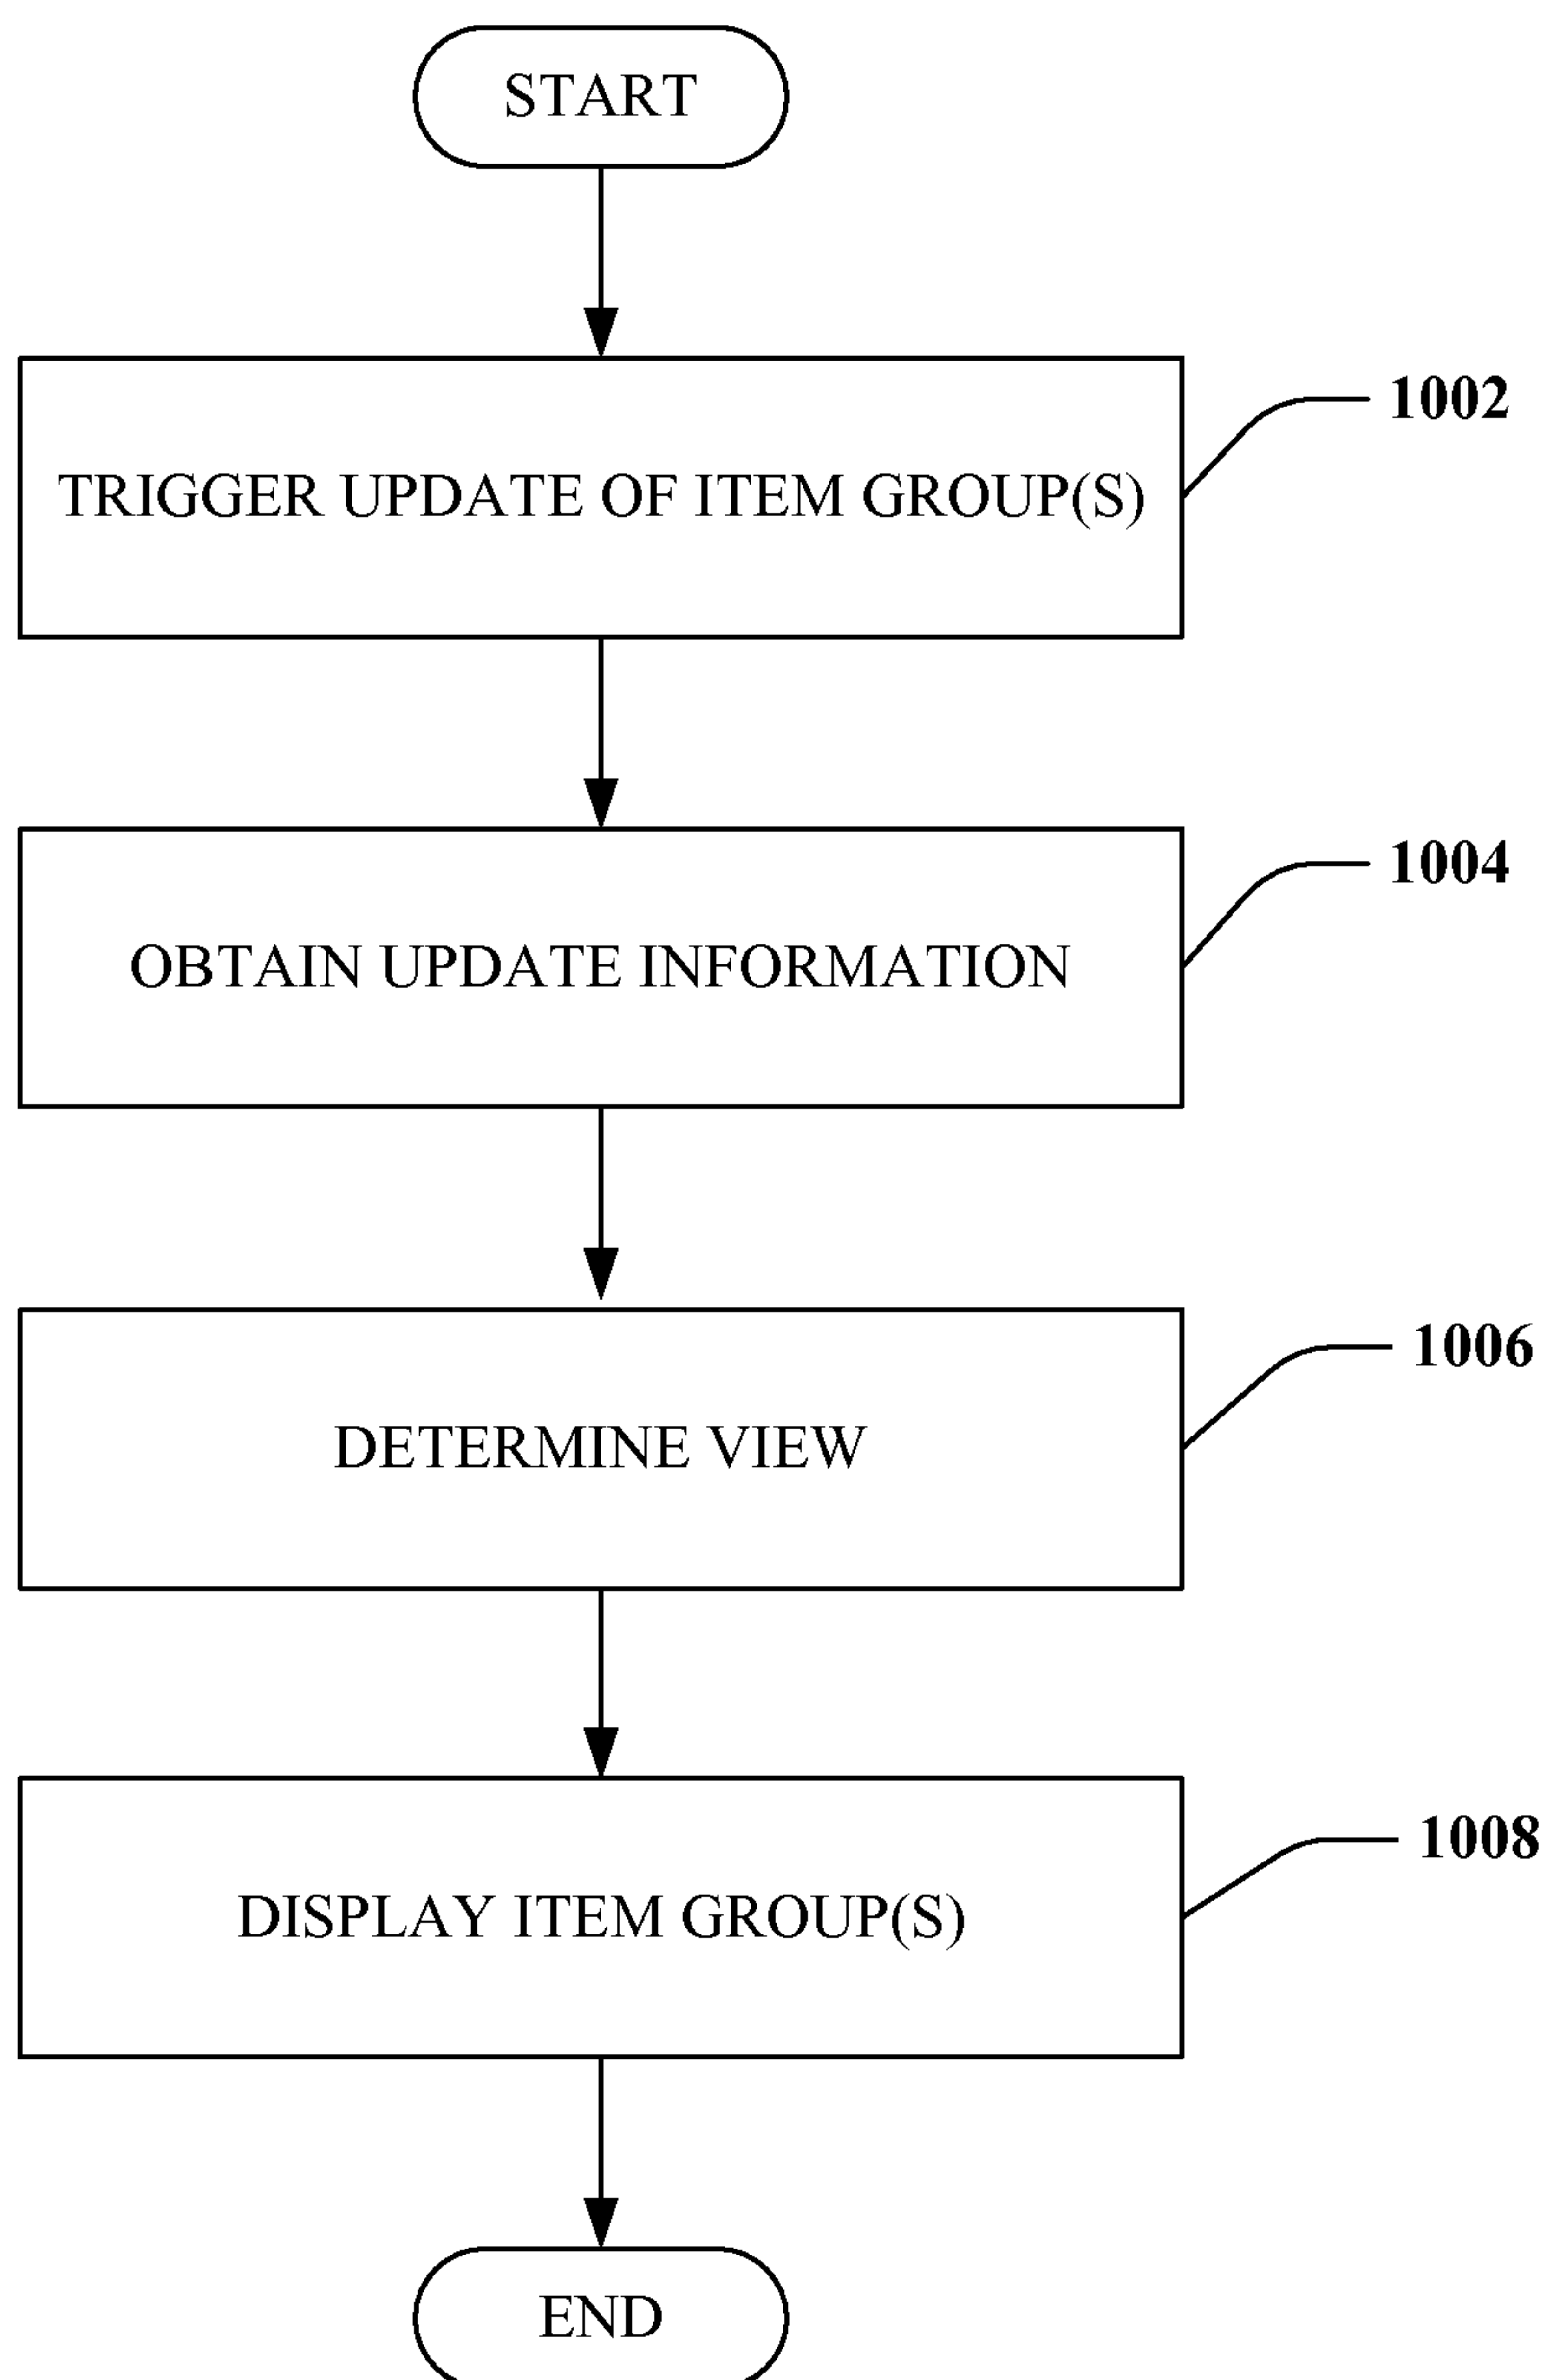 START
TRIGGER UPDATE OF ITEM GROUP(S)
1002
OBTAIN UPDATE INFORMATION
1004
DETERMINE VIEW
1006
DISPLAY ITEM GROUP(S)
1008
END